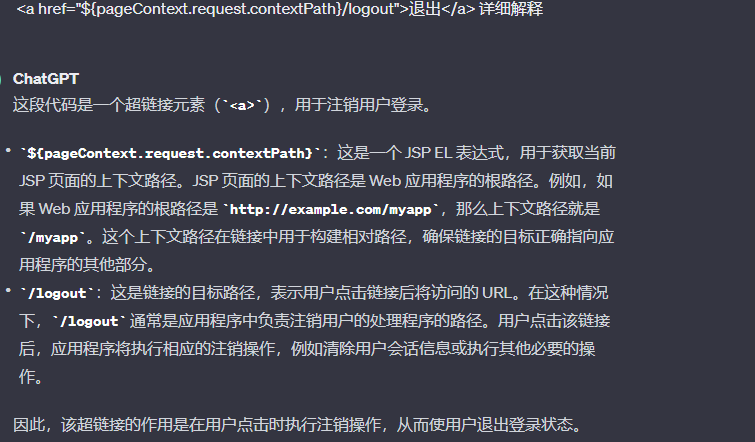 <a href="${pageContext.request.contextPath}/logout">退出</a> 详细解释
ChatGPT
这段代码是一个超链接元素（`<a>`），用于注销用户登录。
• `${pageContext.request.contextPath}`：这是一个 JSP EL 表达式，用于获取当前
JSP 页面的上下文路径。JSP 页面的上下文路径是 Web 应用程序的根路径。例如，如
果 Web 应用程序的根路径是 `http://example.com/myapp`，那么上下文路径就是
`/myapp`。这个上下文路径在链接中用于构建相对路径，确保链接的目标正确指向应
用程序的其他部分。
• `/logout`：这是链接的目标路径，表示用户点击链接后将访问的 URL。在这种情况
下，`/logout`通常是应用程序中负责注销用户的处理程序的路径。用户点击该链接
后，应用程序将执行相应的注销操作，例如清除用户会话信息或执行其他必要的操
作。
因此，该超链接的作用是在用户点击时执行注销操作，从而使用户退出登录状态。